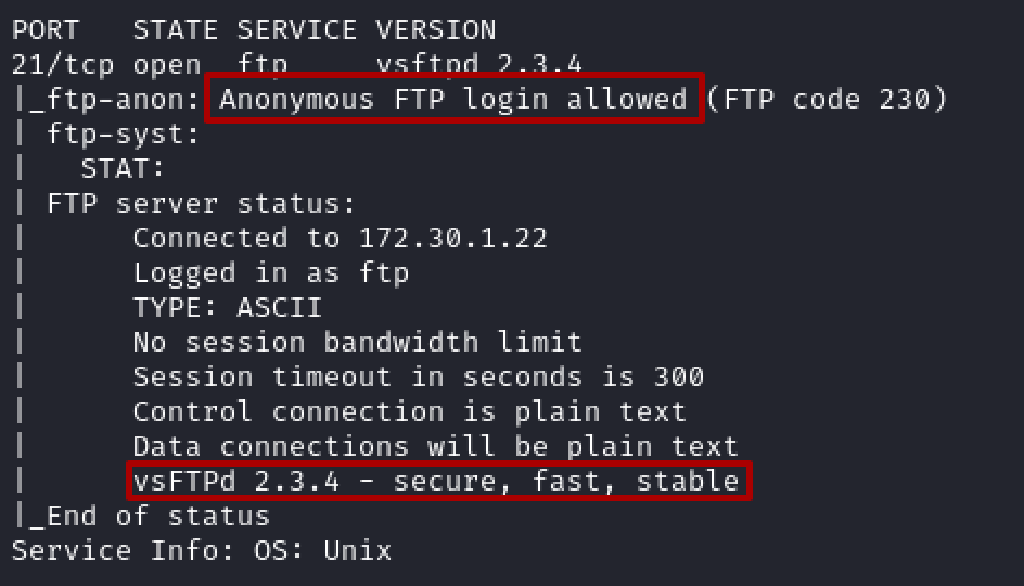 PORT   STATE SERVICE VERSION
21/tcp open  ftp     vsftpd 2.3.4
|_ftp-anon: Anonymous FTP login allowed (FTP code 230)
| ftp-syst:
|   STAT:
| FTP server status:
|      Connected to 172.30.1.22
|      Logged in as ftp
|      TYPE: ASCII
|      No session bandwidth limit
|      Session timeout in seconds is 300
|      Control connection is plain text
|      Data connections will be plain text
|      vsFTPd 2.3.4 - secure, fast, stable
|_End of status
Service Info: OS: Unix